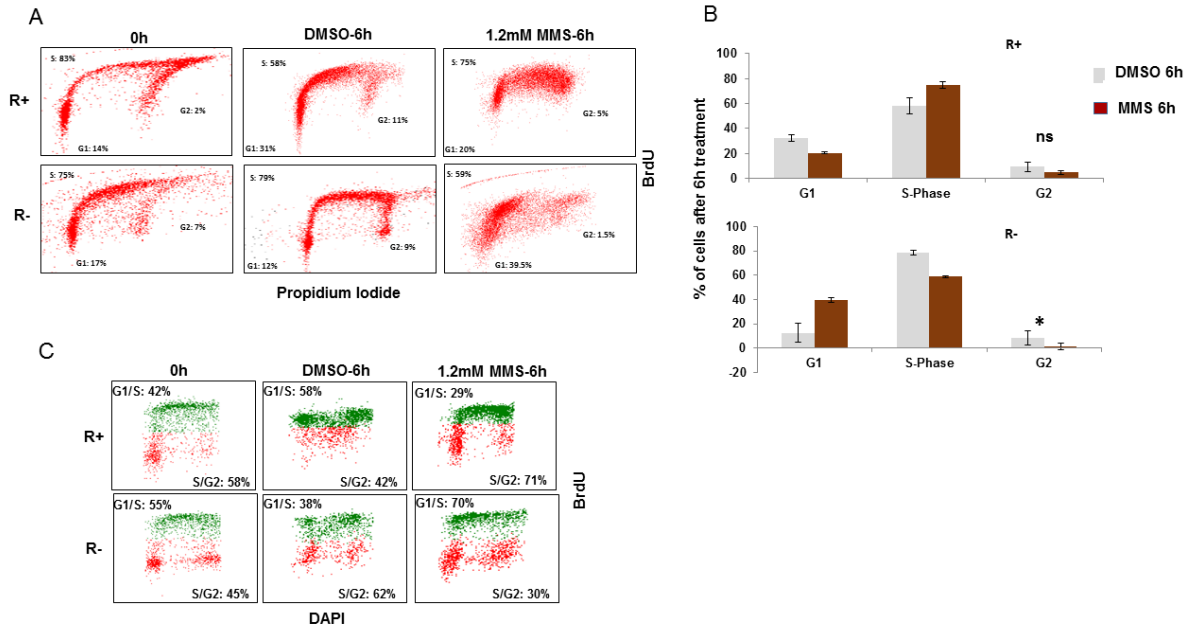 A
0h
DMSO-6h
1.2mM MMS-6h
R+
S: 83%
G2: 2%
G1: 14%
S: 58%
G2: 11%
G1: 31%
S: 75%
G2: 5%
G1: 20%
R-
S: 75%
G2: 7%
G1: 17%
S: 79%
G2: 9%
G1: 12%
S: 59%
G2: 1.5%
G1: 39.5%
BrdU
Propidium Iodide
B
R+
DMSO 6h
MMS 6h
100
80
60
40
20
0
ns
G1 S-Phase G2
% of cells after 6h treatment
R-
100
80
60
40
20
0
-20
*
G1 S-Phase G2
C
0h
DMSO-6h
1.2mM MMS-6h
R+
G1/S: 42%
S/G2: 58%
G1/S: 58%
S/G2: 42%
G1/S: 29%
S/G2: 71%
R-
G1/S: 55%
S/G2: 45%
G1/S: 38%
S/G2: 62%
G1/S: 70%
S/G2: 30%
BrdU
DAPI